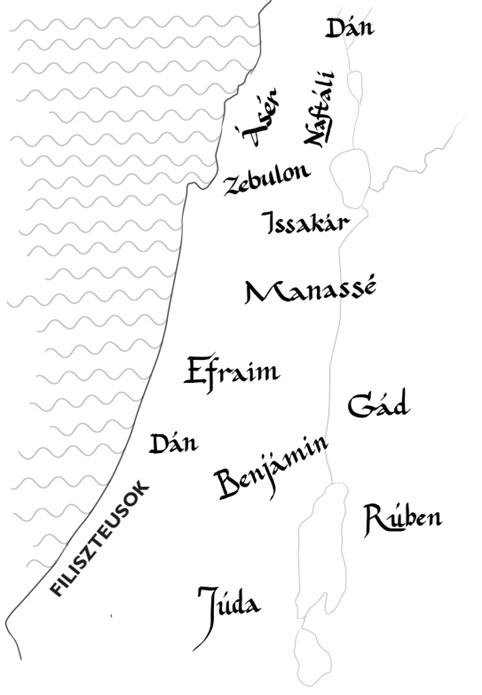 Dán
Áser
Naftáli
Zebulon
Issakár
Manassé
Efraim
Gád
Dán
Benjámin
FILISZTEUSOK
Rúben
Júda